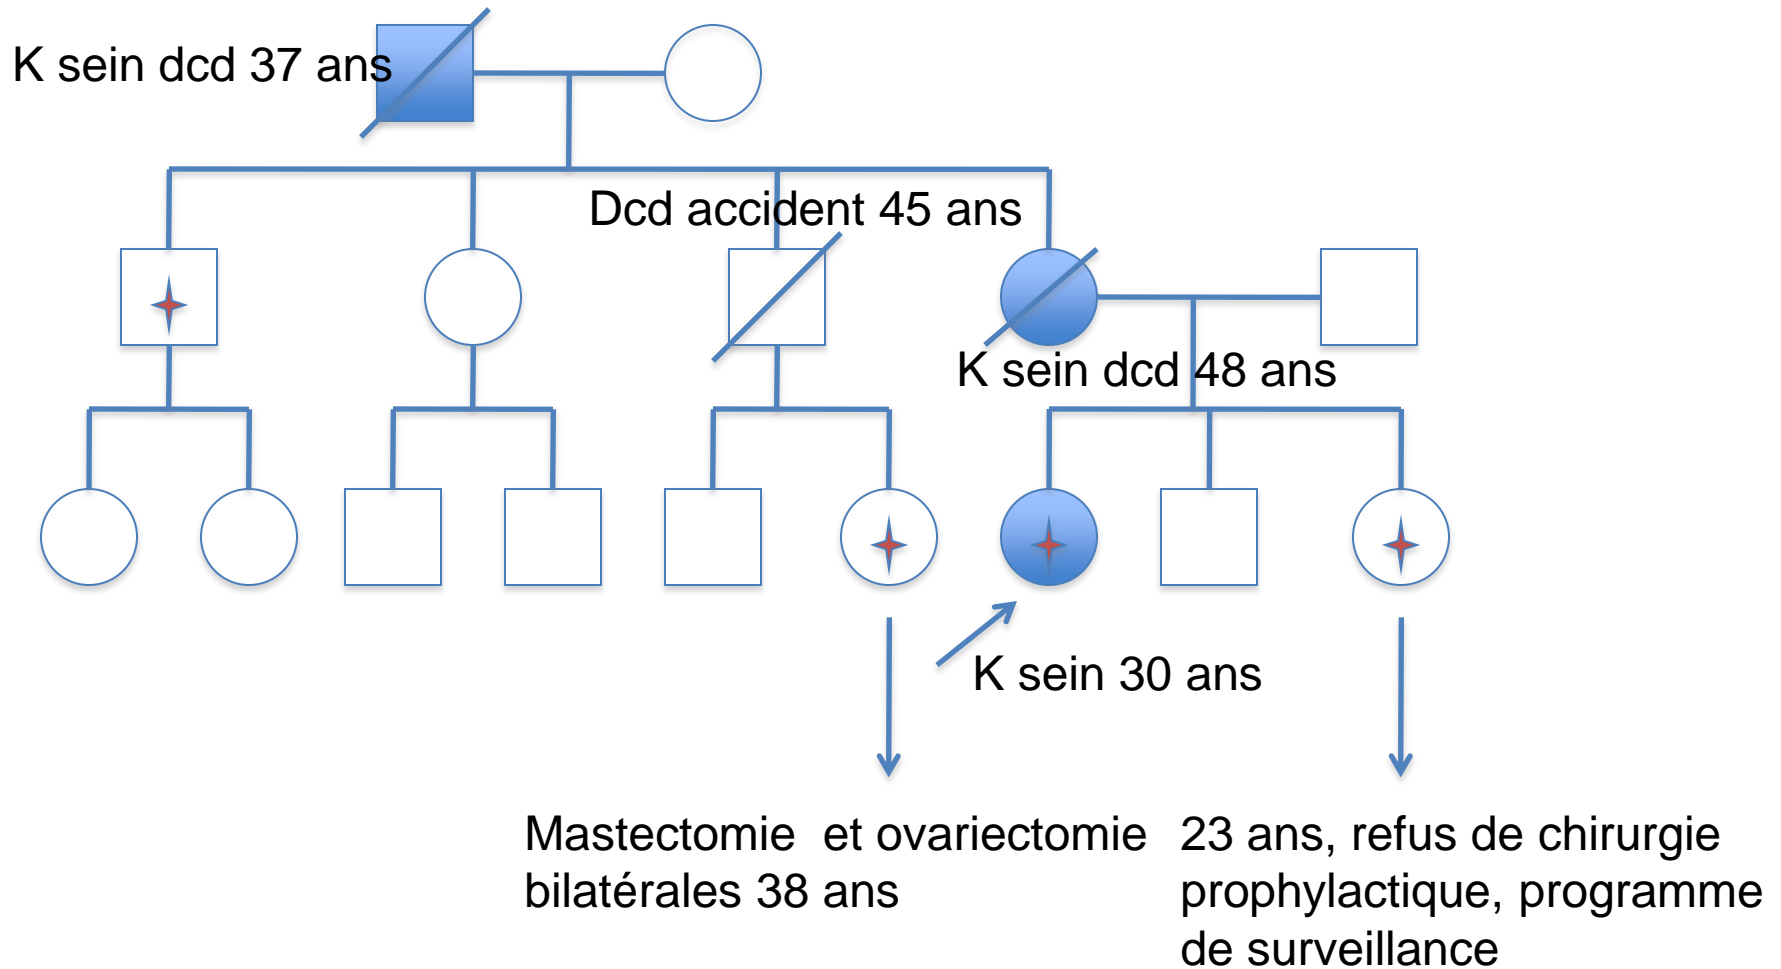 K sein dcd 37 ans
Dcd accident 45 ans
K sein dcd 48 ans
K sein 30 ans
Mastectomie et ovariectomie
bilatérales 38 ans
23 ans, refus de chirurgie
prophylactique, programme
de surveillance